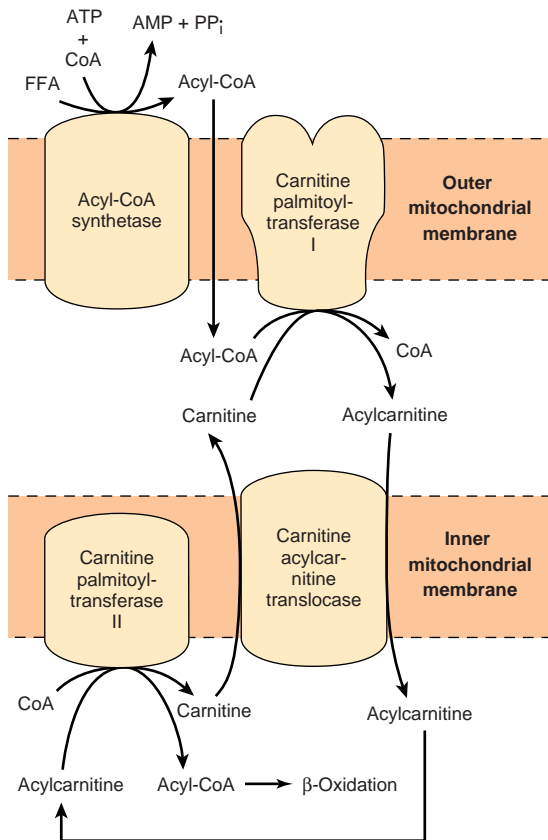 ATP
+
CoA
AMP + PPi
FFA
Acyl-CoA
Acyl-CoA
synthetase
Carnitine
palmitoyl-
transferase
I
Outer
mitochondrial
membrane
Acyl-CoA
CoA
Carnitine
Acylcarnitine
Carnitine
palmitoyl-
transferase
II
Carnitine
acylcar-
nitine
translocase
Inner
mitochondrial
membrane
CoA
Carnitine
Acylcarnitine
Acylcarnitine
Acyl-CoA
β-Oxidation